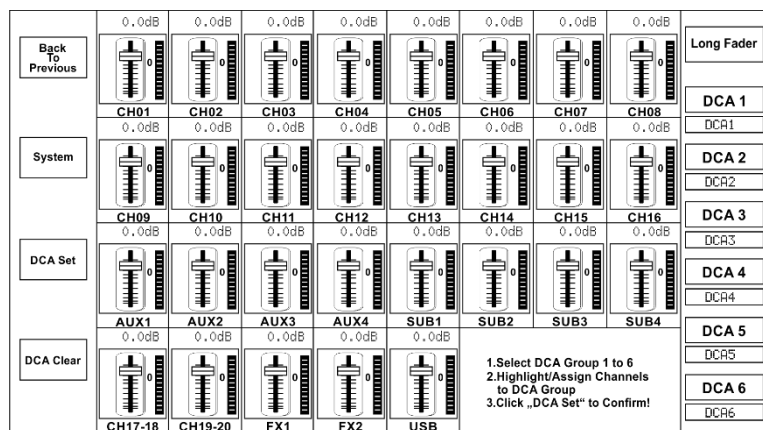 0.0dB 0.0dB 0.0dB 0.0dB 0.0dB 0.0dB 0.0dB 0.0dB
Back
To
Previous
Long Fader
0 0 0 0 0 0 0 0
CH01 CH02 CH03 CH04 CH05 CH06 CH07 CH08
DCA 1
DCA1
0.0dB 0.0dB 0.0dB 0.0dB 0.0dB 0.0dB 0.0dB 0.0dB
System
DCA 2
0 0 0 0 0 0 0 0
DCA2
CH09 CH10 CH11 CH12 CH13 CH14 CH15 CH16
DCA 3
0.0dB 0.0dB 0.0dB 0.0dB 0.0dB 0.0dB 0.0dB 0.0dB
DCA3
DCA Set
0 0 0 0 0 0 0 0
DCA 4
DCA4
AUX1 AUX2 AUX3 AUX4 SUB1 SUB2 SUB3 SUB4
DCA 5
0.0dB 0.0dB 0.0dB 0.0dB 0.0dB
DCA5
DCA Clear
0 0 0 0 0
1.Select DCA Group 1 to 6
2.Highlight/Assign Channels
to DCA Group
3.Click „DCA Set“ to Confirm!
DCA 6
DCA6
CH17-18 CH19-20 FX1 FX2 USB